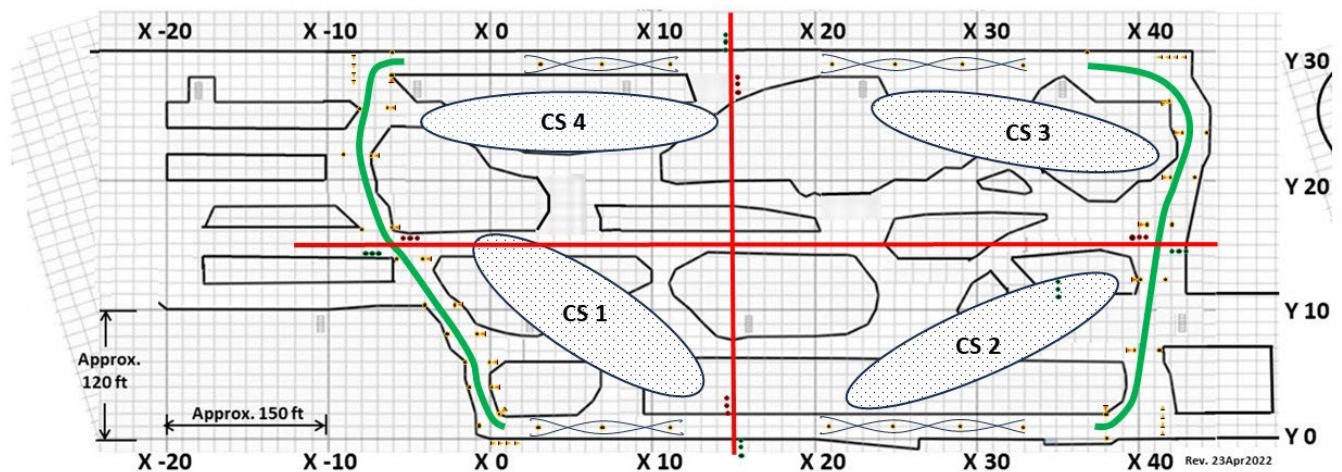 X -20 X -10 X 0 X 10 X 20 X 30 X 40
Y 30
CS 4
CS 3
Y 20
CS 1
Y 10
CS 2
Approx.
120 ft
Approx. 150 ft
Y 0
X -20 X -10 X 0 X 10 X 20 X 30 X 40
Rev. 23Apr2022